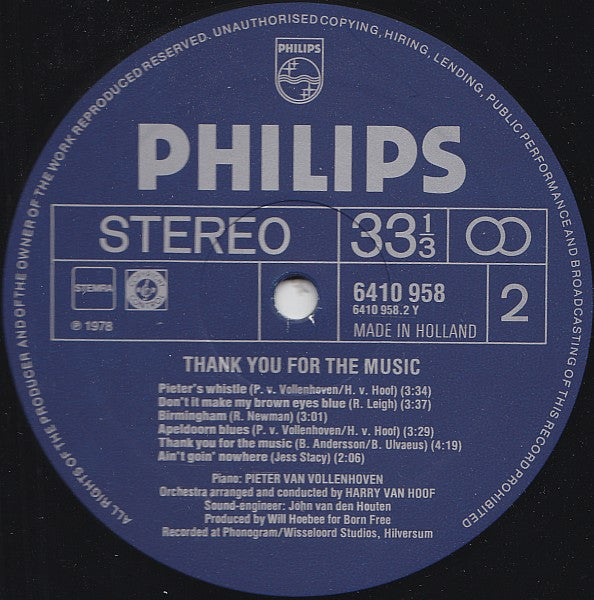 ALL RIGHTS OF THE PRODUCER AND OF THE OWNER OF THE WORK REPRODUCED RESERVED. UNAUTHORISED COPYING, HIRING, LENDING, PUBLIC PERFORMANCE AND BROADCASTING OF THIS RECORD PROHIBITED
PHILIPS
PHILIPS
STEREO
33 1/3
STEMRA
℗ 1978
6410 958
6410 958.2 Y
MADE IN HOLLAND
2
THANK YOU FOR THE MUSIC
Pieter's whistle (P. v. Vollenhoven/H. v. Hoof) (3:34)
Don't it make my brown eyes blue (R. Leigh) (3:37)
Birmingham (R. Newman) (3:01)
Apeldoorn blues (P. v. Vollenhoven/H. v. Hoof) (3:29)
Thank you for the music (B. Andersson/B. Ulvaeus) (4:19)
Ain't goin' nowhere (Jess Stacy) (2:06)
Piano: PIETER VAN VOLLENHOVEN
Orchestra arranged and conducted by HARRY VAN HOOF
Sound-engineer: John van den Houten
Produced by Will Hoebee for Born Free
Recorded at Phonogram/Wisseloord Studios, Hilversum